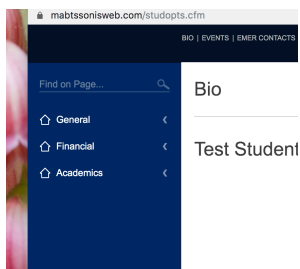 mabtssonisweb.com/studopts.cfm
BIO | EVENTS | EMER CONTACTS
Find on Page...
Bio
General
Financial
Test Student
Academics